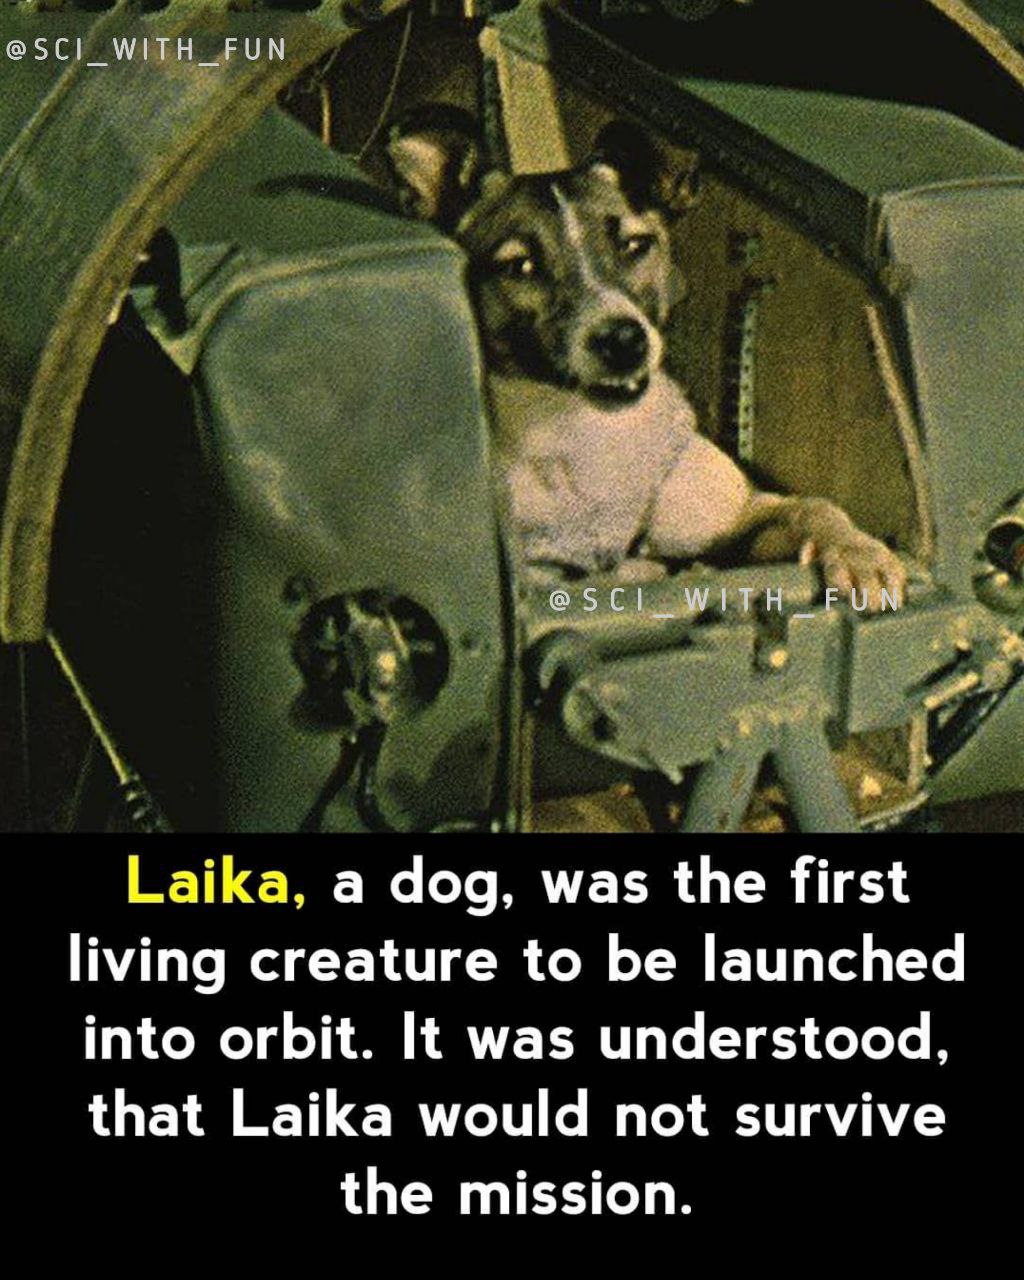 @SCI_WITH_FUN
@SCI_WITH_FUN
Laika, a dog, was the first
living creature to be launched
into orbit. It was understood,
that Laika would not survive
the mission.